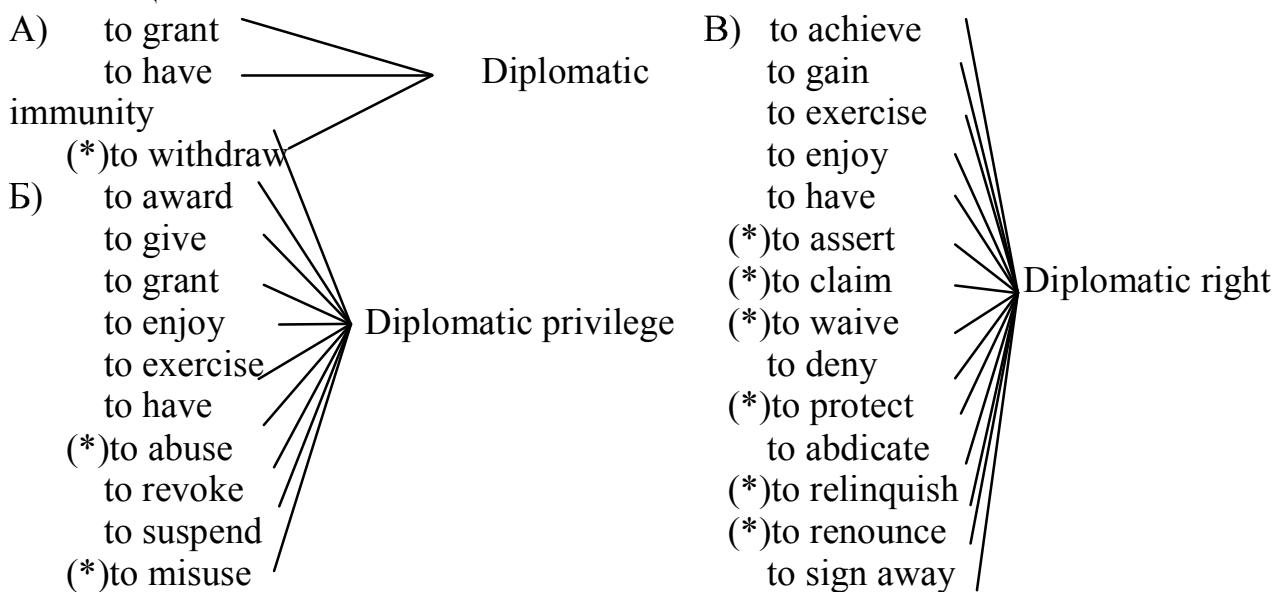 А) to grant
to have Diplomatic
immunity
(*)to withdraw
Б) to award
to give
to grant
to enjoy Diplomatic privilege
to exercise
to have
(*)to abuse
to revoke
to suspend
(*)to misuse
В) to achieve
to gain
to exercise
to enjoy
to have
(*)to assert
(*)to claim Diplomatic right
(*)to waive
to deny
(*)to protect
to abdicate
(*)to relinquish
(*)to renounce
to sign away